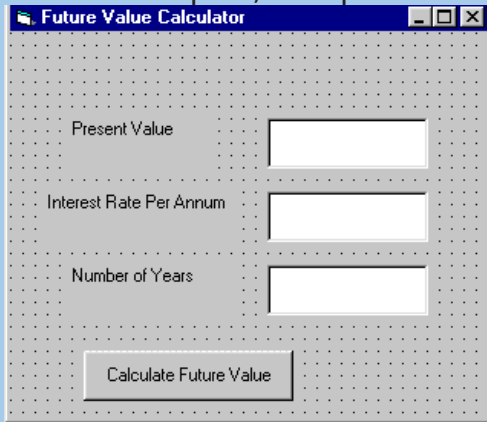 Future Value Calculator
Present Value
Interest Rate Per Annum
Number of Years
Calculate Future Value